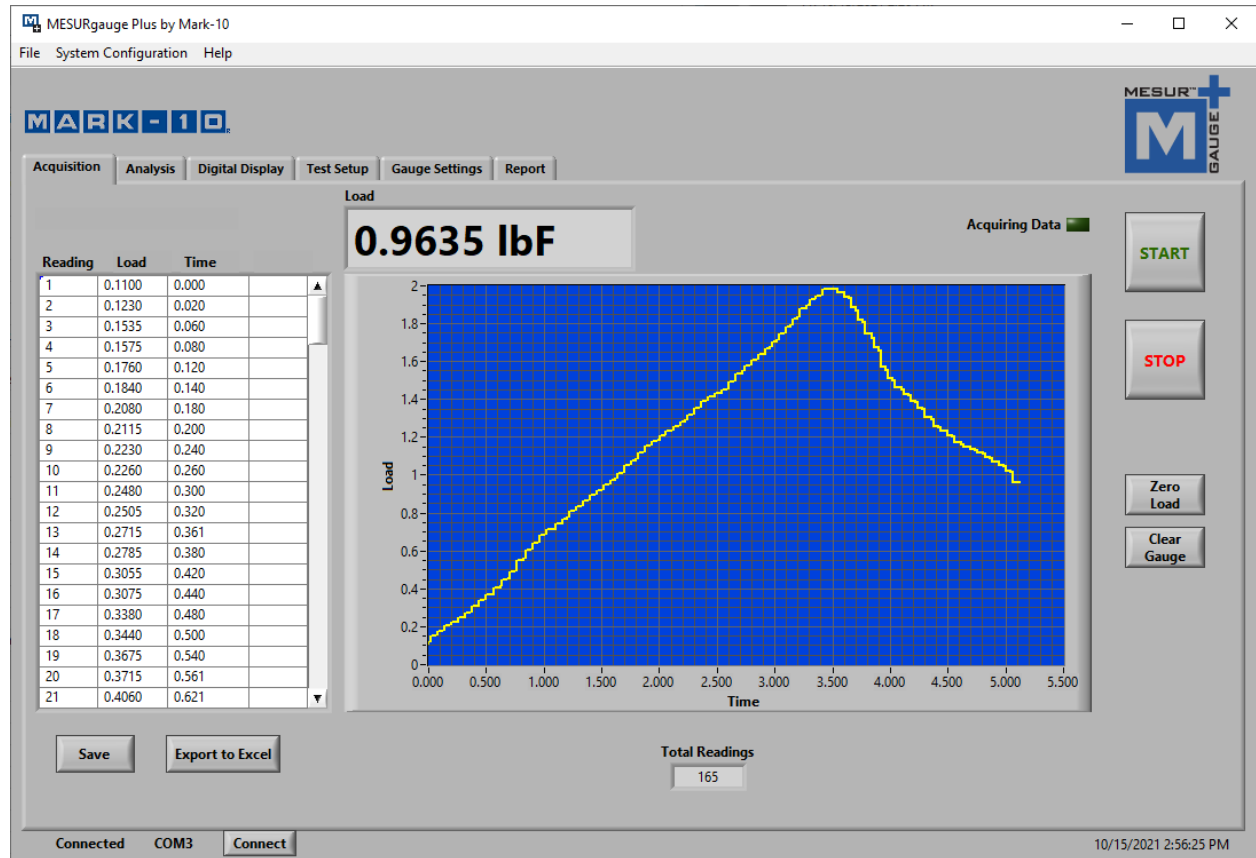 MESURgauge Plus by Mark-10
File System Configuration Help
MARK-10
MESUR™
M
GAUGE
Acquisition Analysis Digital Display Test Setup Gauge Settings Report
Load
0.9635 lbF
Acquiring Data
START
STOP
Zero
Load
Clear
Gauge
Reading Load Time
1 0.1100 0.000
2 0.1230 0.020
3 0.1535 0.060
4 0.1575 0.080
5 0.1760 0.120
6 0.1840 0.140
7 0.2080 0.180
8 0.2115 0.200
9 0.2230 0.240
10 0.2260 0.260
11 0.2480 0.300
12 0.2505 0.320
13 0.2715 0.361
14 0.2785 0.380
15 0.3055 0.420
16 0.3075 0.440
17 0.3380 0.480
18 0.3440 0.500
19 0.3675 0.540
20 0.3715 0.561
21 0.4060 0.621
Load
2
1.8
1.6
1.4
1.2
1
0.8
0.6
0.4
0.2
0
0.000 0.500 1.000 1.500 2.000 2.500 3.000 3.500 4.000 4.500 5.000 5.500
Time
Save Export to Excel
Total Readings
165
Connected COM3 Connect
10/15/2021 2:56:25 PM